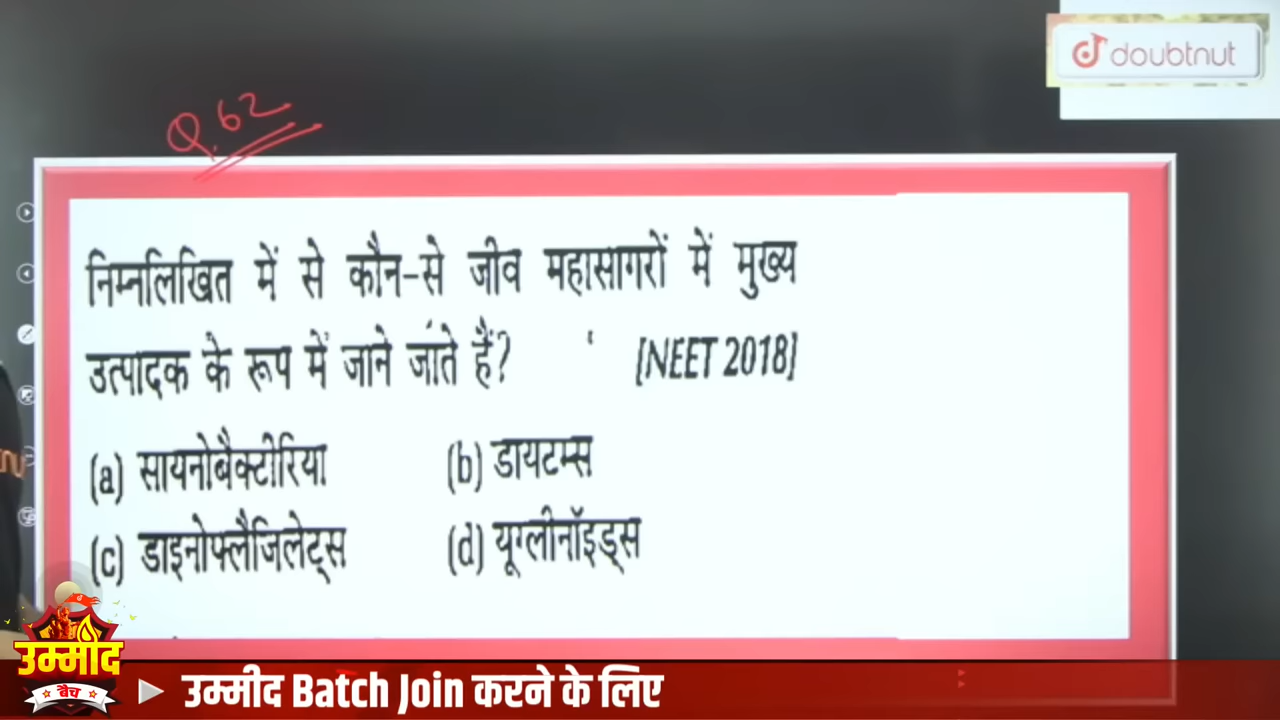 doubtnut
Q.62
निम्नलिखित में से कौन-से जीव महासागरों में मुख्य
उत्पादक के रूप में जाने जाते हैं? [NEET 2018]
(a) सायनोबैक्टीरिया (b) डायटम्स
(c) डाइनोफ्लैजिलेट्स (d) यूग्लीनॉइड्स
उम्मीद
बैच
उम्मीद Batch Join करने के लिए